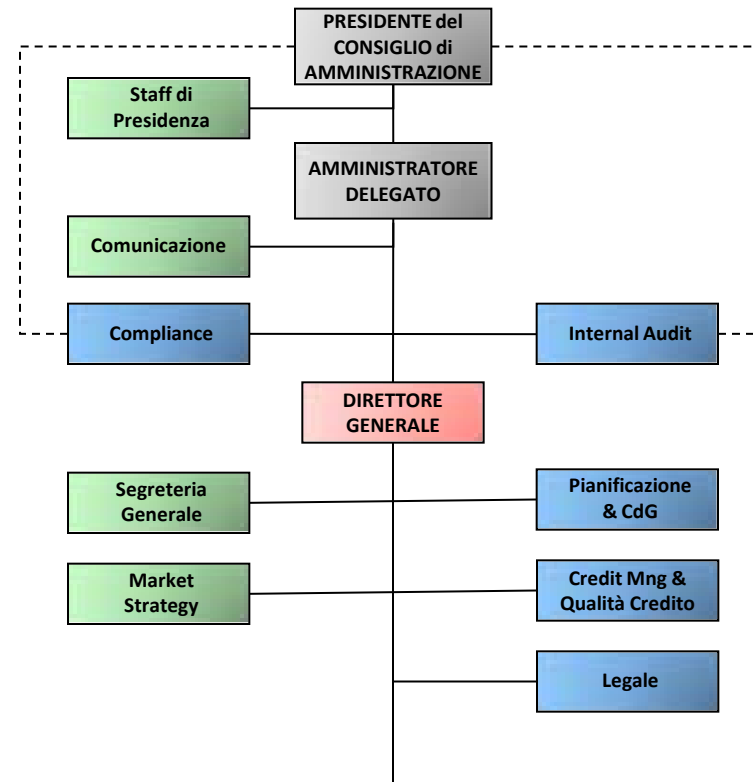 PRESIDENTE del
CONSIGLIO di
AMMINISTRAZIONE
Staff di
Presidenza
AMMINISTRATORE
DELEGATO
Comunicazione
Compliance
Internal Audit
DIRETTORE
GENERALE
Segreteria
Generale
Pianificazione
& CdG
Market
Strategy
Credit Mng &
Qualità Credito
Legale